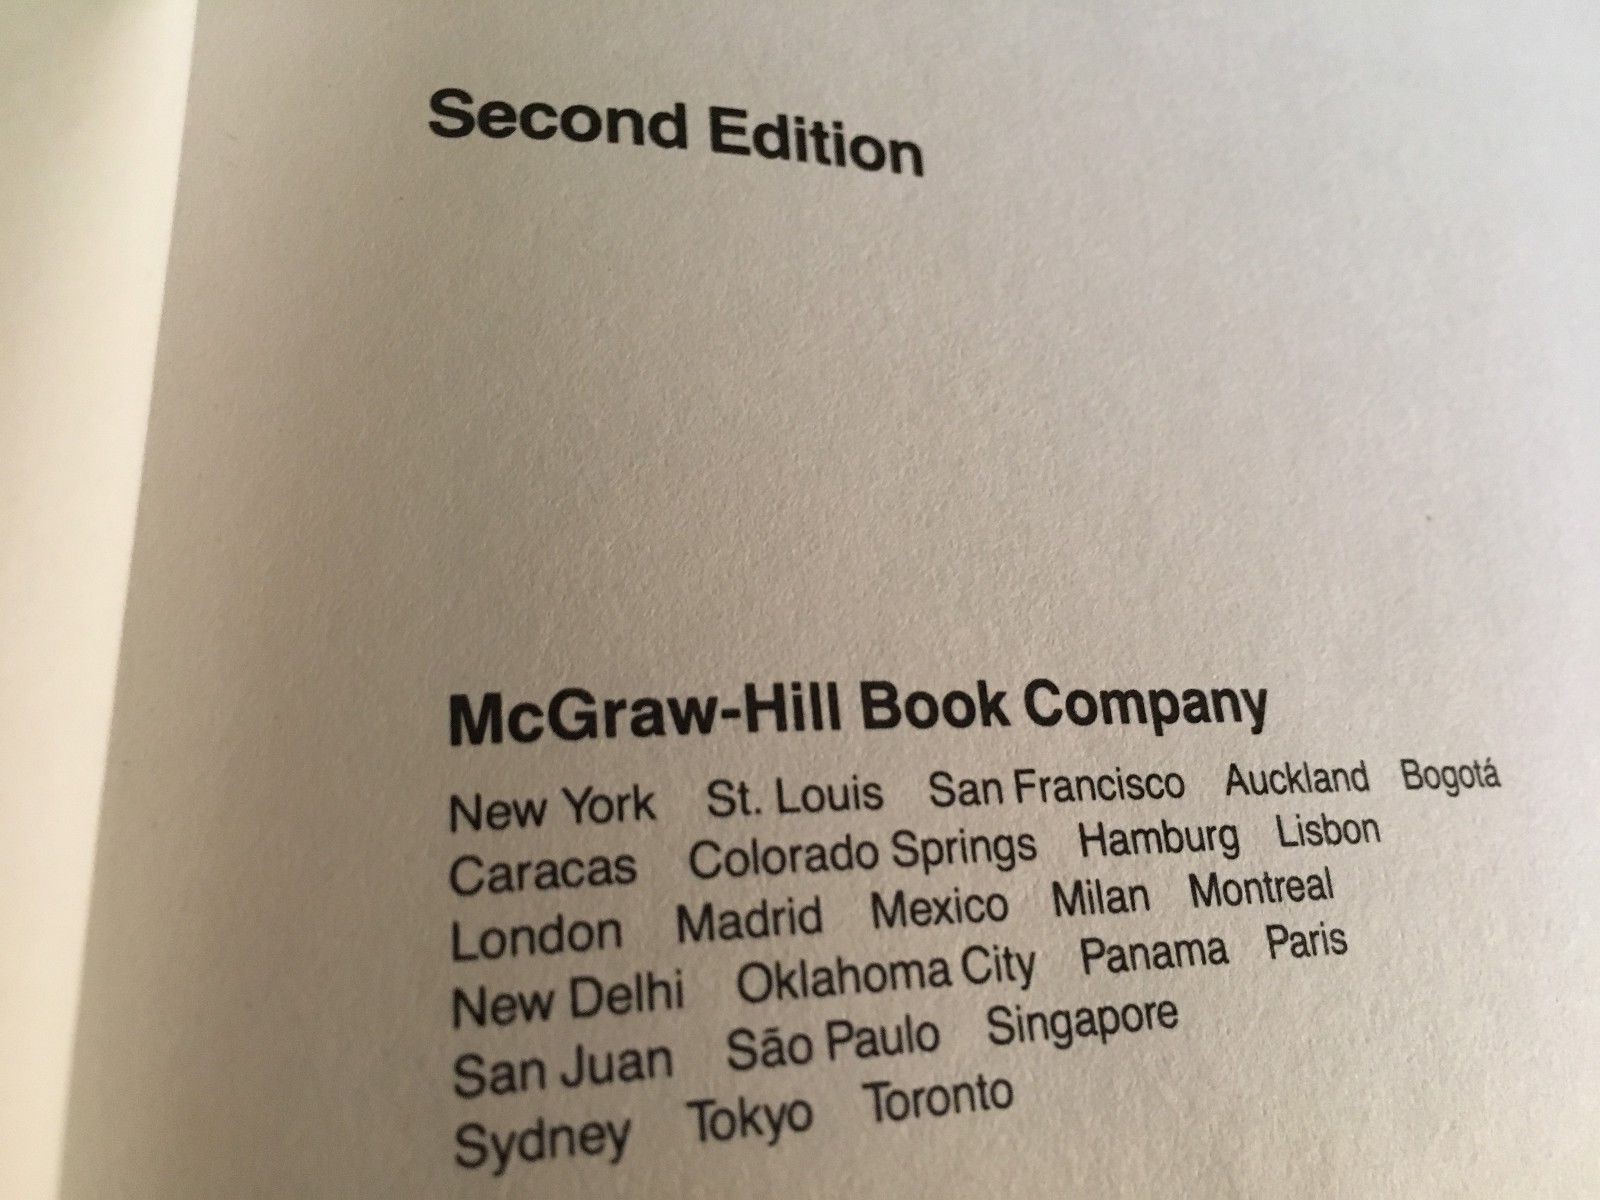 Second Edition
McGraw-Hill Book Company
New York St. Louis San Francisco Auckland Bogotá
Caracas Colorado Springs Hamburg Lisbon
London Madrid Mexico Milan Montreal
New Delhi Oklahoma City Panama Paris
San Juan São Paulo Singapore
Sydney Tokyo Toronto